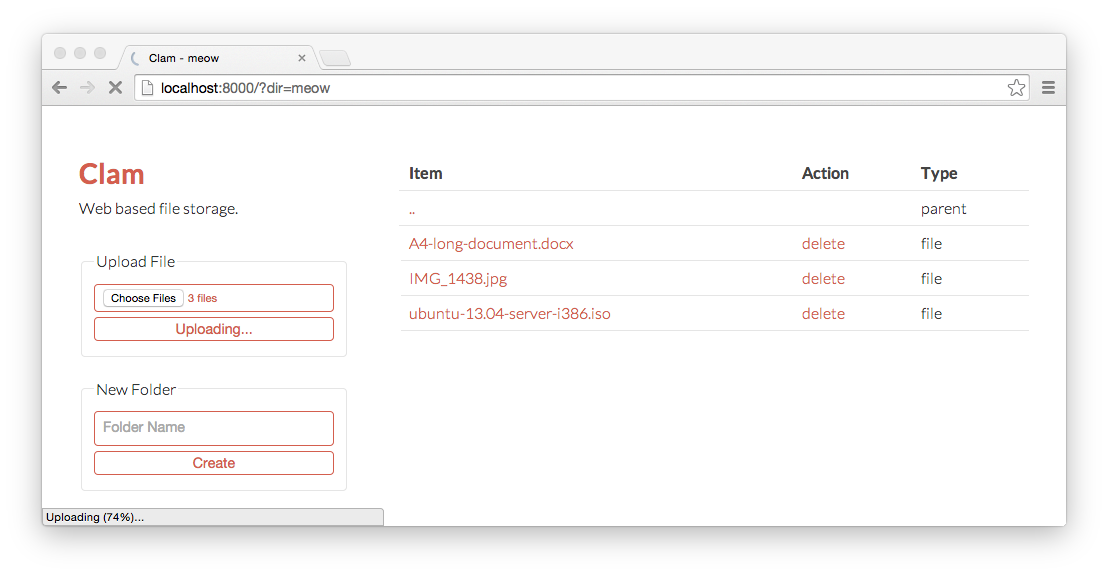 Clam - meow
localhost:8000/?dir=meow
Clam
Web based file storage.
Upload File
Choose Files 3 files
Uploading...
New Folder
Folder Name
Create
Item Action Type
.. parent
A4-long-document.docx delete file
IMG_1438.jpg delete file
ubuntu-13.04-server-i386.iso delete file
Uploading (74%)...